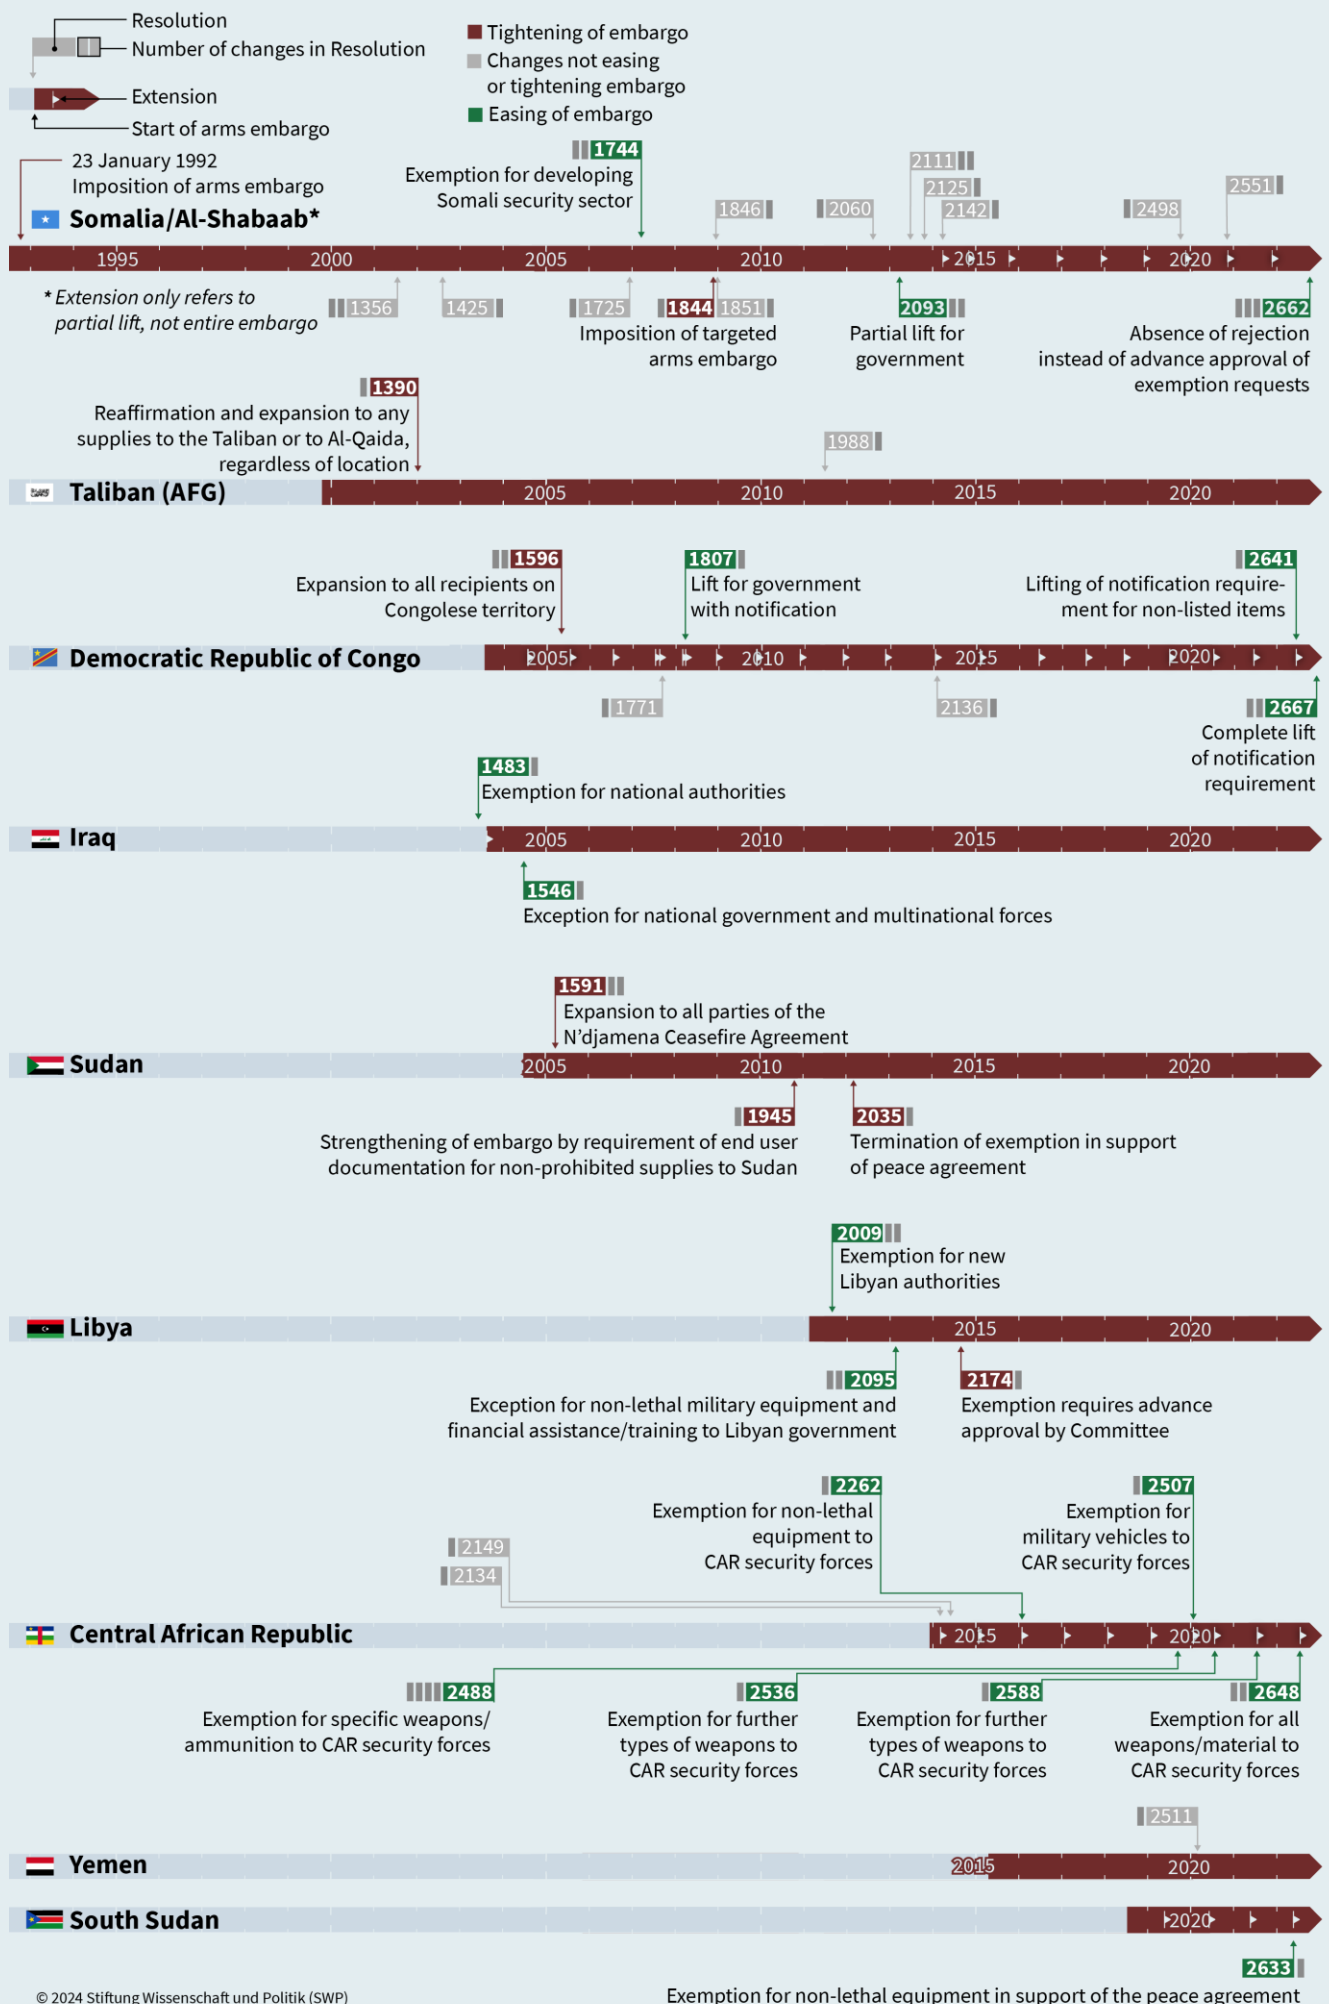 Resolution
Number of changes in Resolution
Extension
Start of arms embargo
Tightening of embargo
Changes not easing
or tightening embargo
Easing of embargo
23 January 1992
Imposition of arms embargo
1744
Exemption for developing
Somali security sector
1846
2060
2111
2125
2142
2498
2551
Somalia/Al-Shabaab*
1995 2000 2005 2010 2015 2020
* Extension only refers to
partial lift, not entire embargo
1356
1425
1725
1844
1851
Imposition of targeted
arms embargo
2093
Partial lift for
government
2662
Absence of rejection
instead of advance approval of
exemption requests
1390
Reaffirmation and expansion to any
supplies to the Taliban or to Al-Qaida,
regardless of location
1988
Taliban (AFG)
2005 2010 2015 2020
1596
Expansion to all recipients on
Congolese territory
1807
Lift for government
with notification
2641
Lifting of notification require-
ment for non-listed items
Democratic Republic of Congo
2005 2010 2015 2020
1771
2136
2667
Complete lift
of notification
requirement
1483
Exemption for national authorities
Iraq
2005 2010 2015 2020
1546
Exception for national government and multinational forces
1591
Expansion to all parties of the
N’djamena Ceasefire Agreement
Sudan
2005 2010 2015 2020
1945
Strengthening of embargo by requirement of end user
documentation for non-prohibited supplies to Sudan
2035
Termination of exemption in support
of peace agreement
2009
Exemption for new
Libyan authorities
Libya
2015 2020
2095
Exception for non-lethal military equipment and
financial assistance/training to Libyan government
2174
Exemption requires advance
approval by Committee
2262
Exemption for non-lethal
equipment to
CAR security forces
2507
Exemption for
military vehicles to
CAR security forces
2149
2134
Central African Republic
2015 2020
2488
Exemption for specific weapons/
ammunition to CAR security forces
2536
Exemption for further
types of weapons to
CAR security forces
2588
Exemption for further
types of weapons to
CAR security forces
2648
Exemption for all
weapons/material to
CAR security forces
2511
Yemen
2015 2020
South Sudan
2020
2633
Exemption for non-lethal equipment in support of the peace agreement
© 2024 Stiftung Wissenschaft und Politik (SWP)